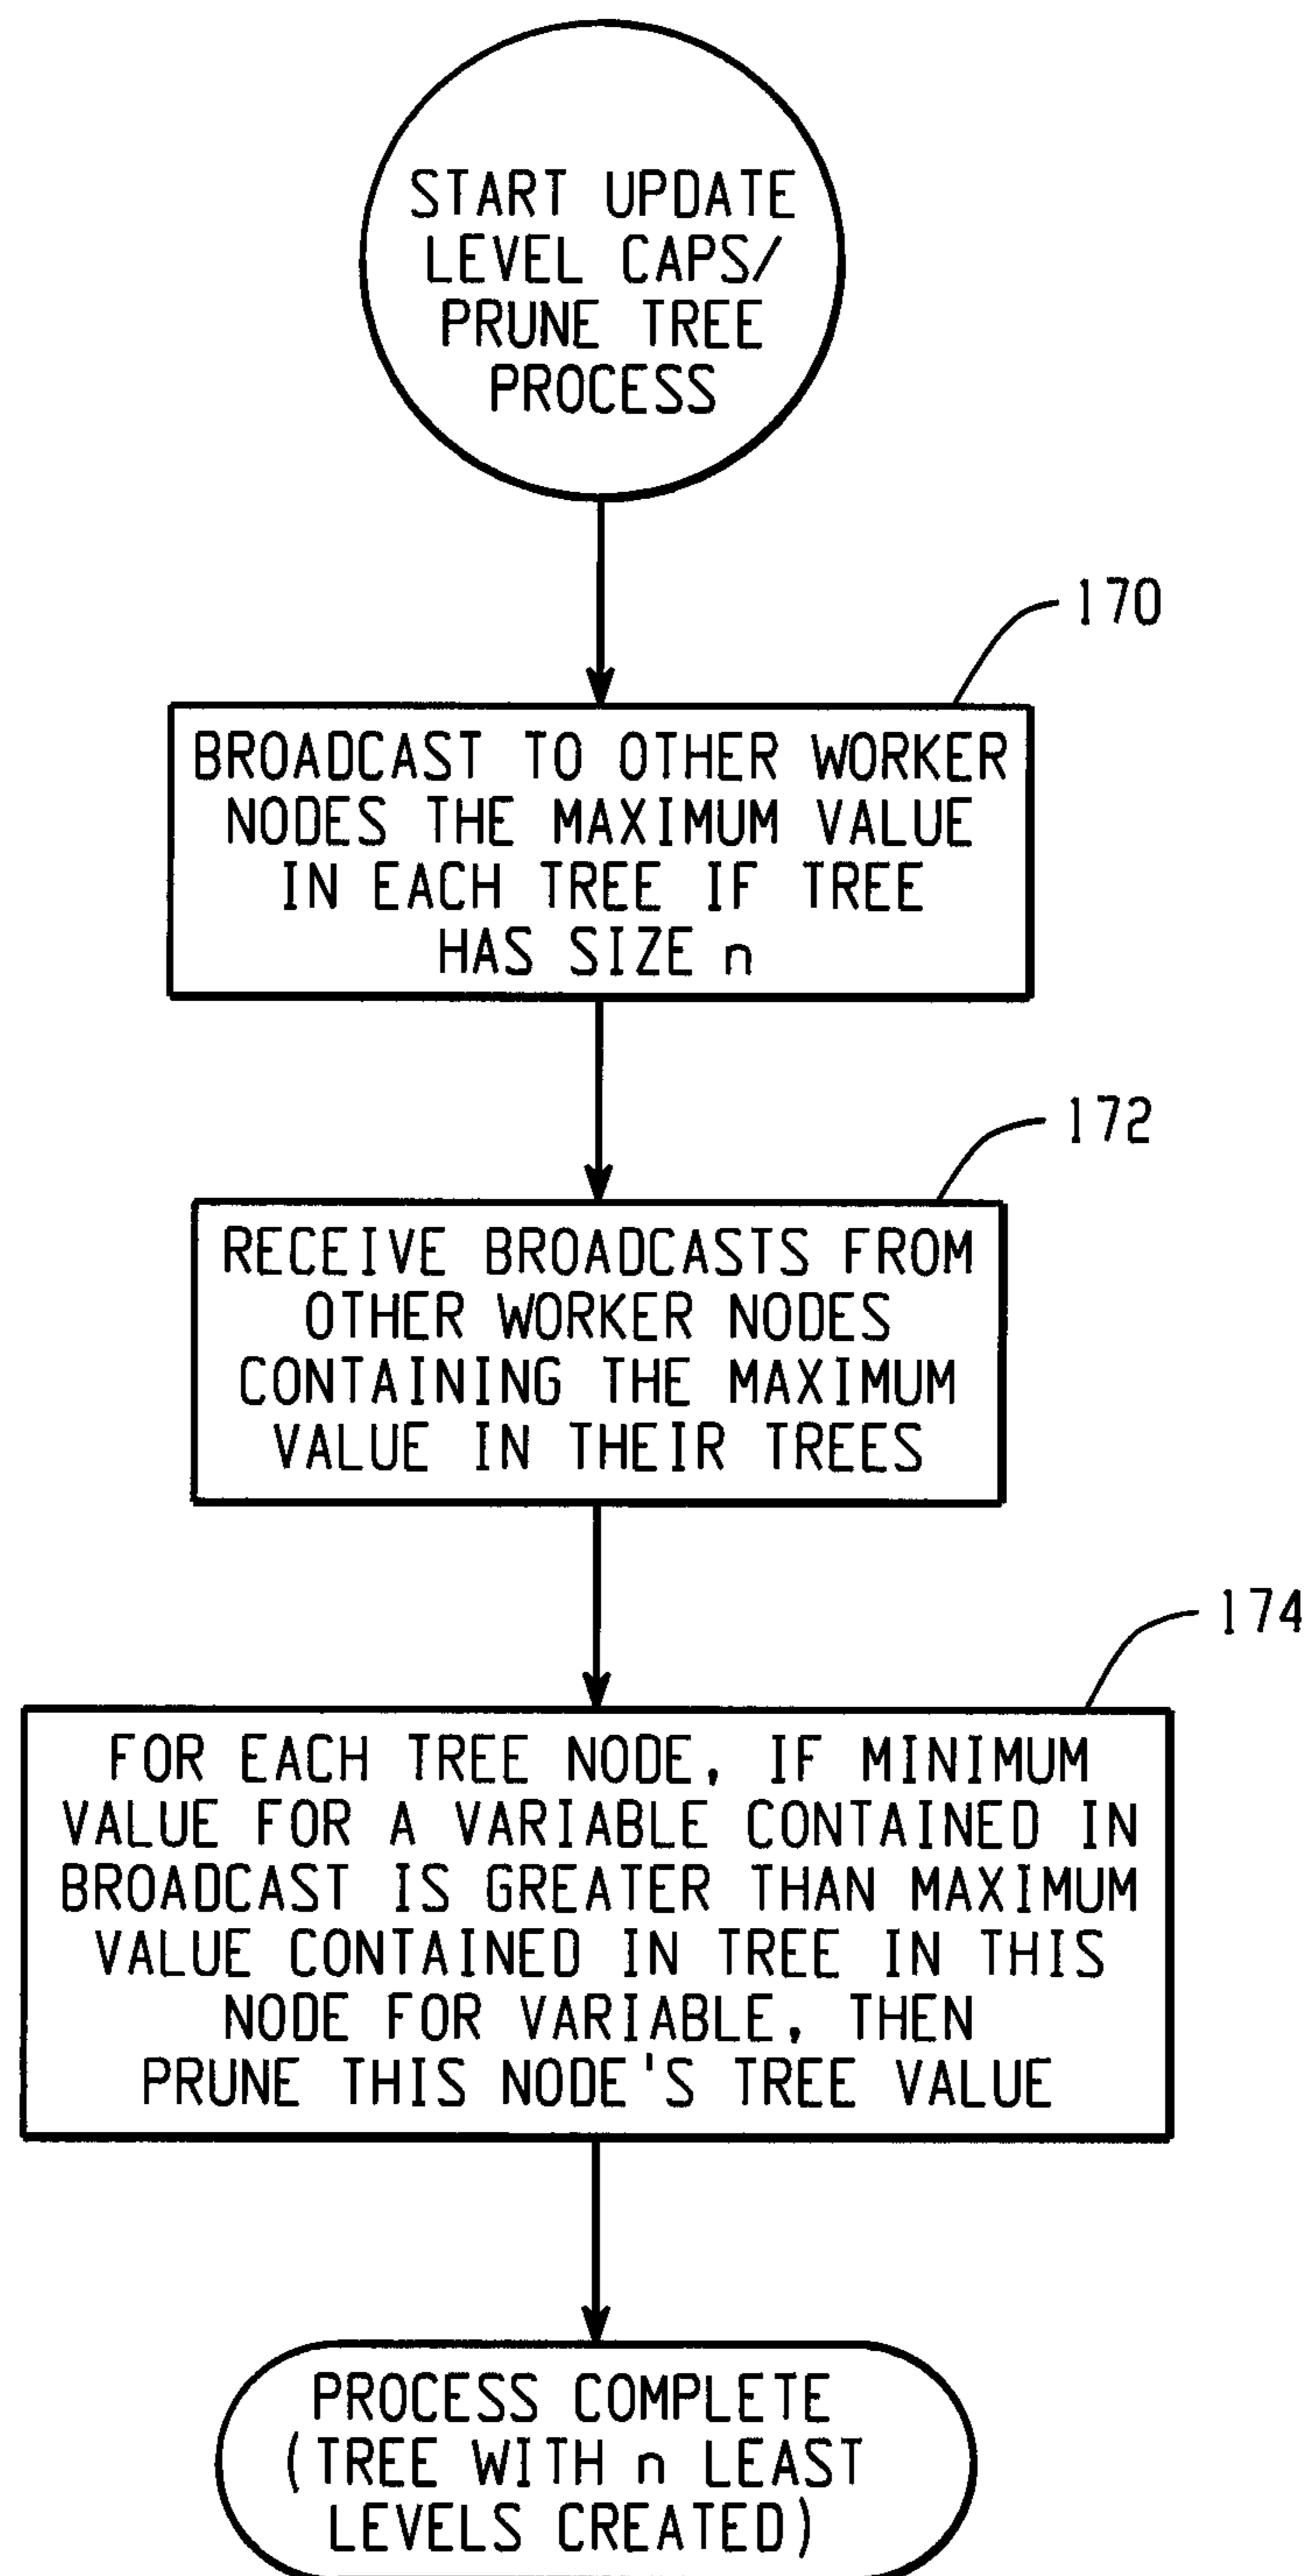 START UPDATE
LEVEL CAPS/
PRUNE TREE
PROCESS
170
BROADCAST TO OTHER WORKER
NODES THE MAXIMUM VALUE
IN EACH TREE IF TREE
HAS SIZE n
172
RECEIVE BROADCASTS FROM
OTHER WORKER NODES
CONTAINING THE MAXIMUM
VALUE IN THEIR TREES
174
FOR EACH TREE NODE, IF MINIMUM
VALUE FOR A VARIABLE CONTAINED IN
BROADCAST IS GREATER THAN MAXIMUM
VALUE CONTAINED IN TREE IN THIS
NODE FOR VARIABLE, THEN
PRUNE THIS NODE'S TREE VALUE
PROCESS COMPLETE
(TREE WITH n LEAST
LEVELS CREATED)